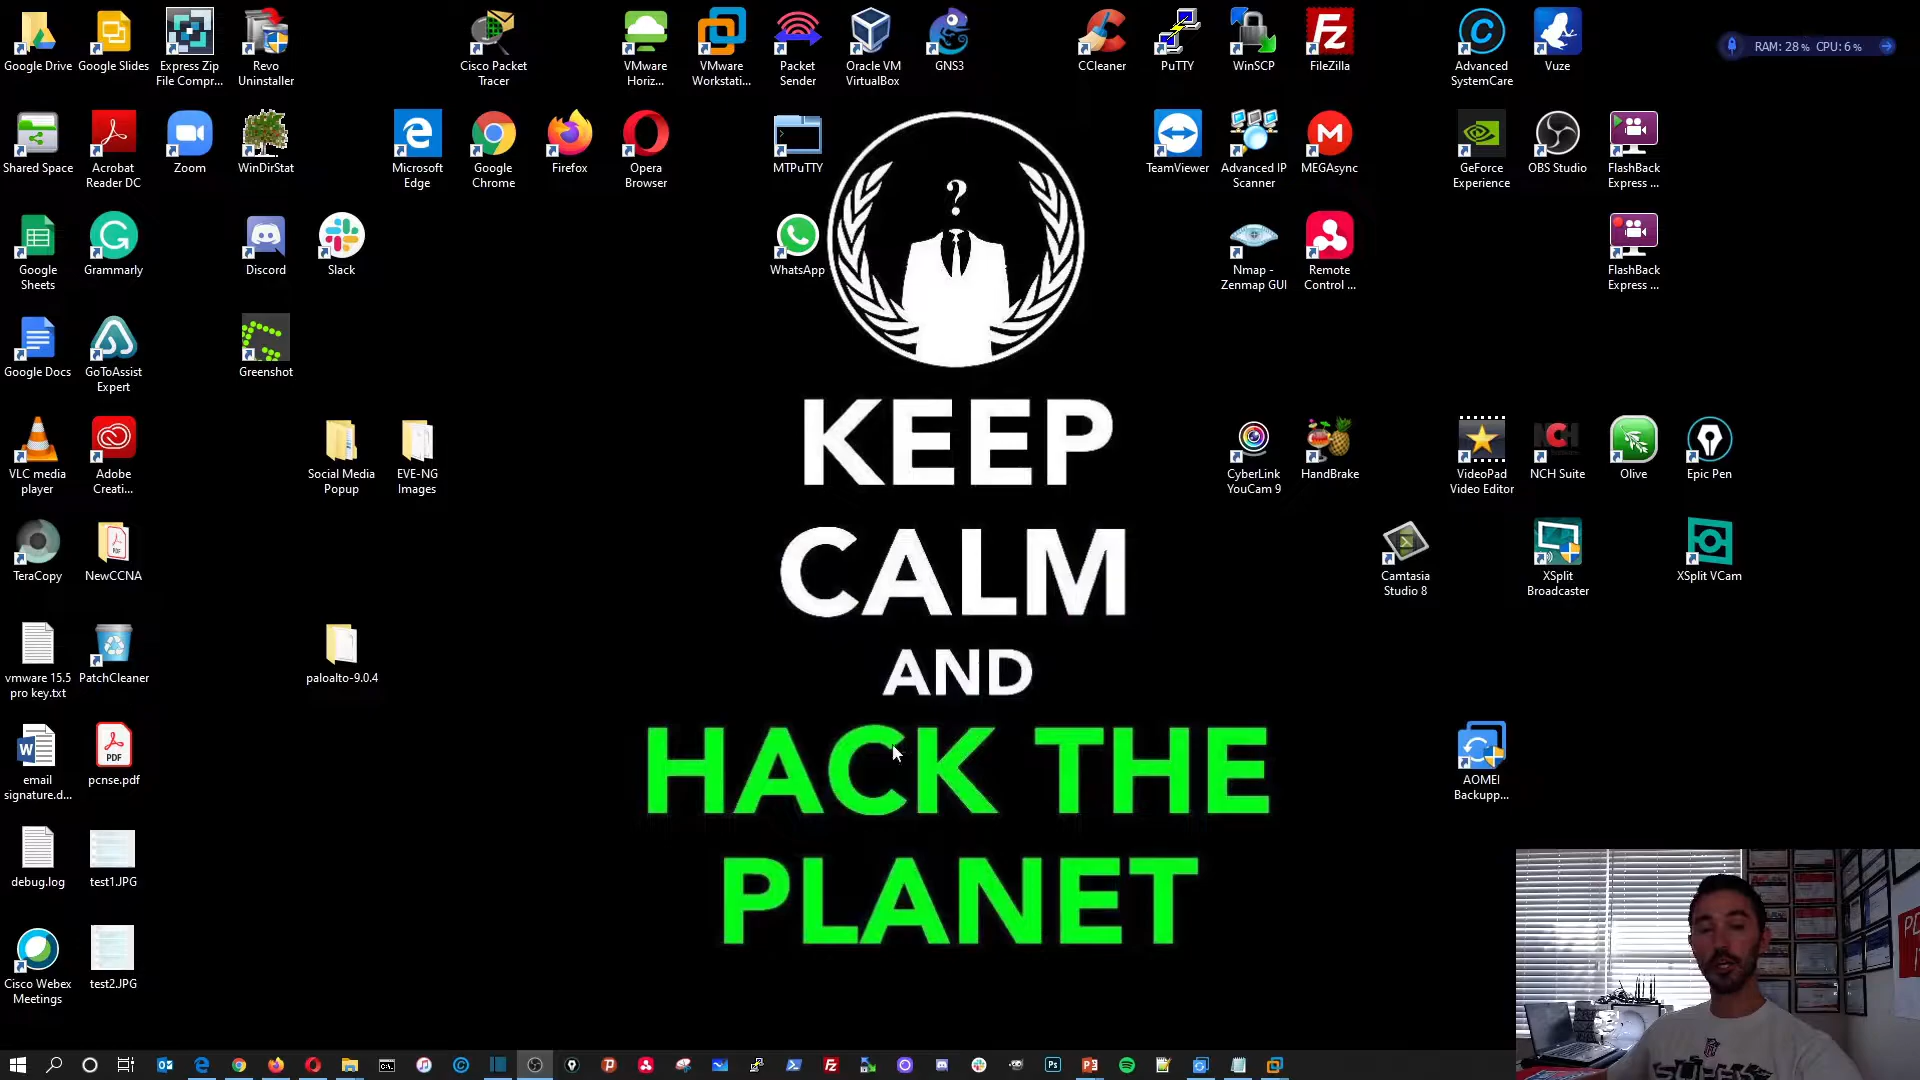 Google Drive
Google Slides
Express Zip
File Compr...
Revo
Uninstaller
Cisco Packet
Tracer
VMware
Horiz...
VMware
Workstati...
Packet
Sender
Oracle VM
VirtualBox
GNS3
CCleaner
PuTTY
WinSCP
FileZilla
Advanced
SystemCare
Vuze
RAM: 28% CPU: 6%
Shared Space
Acrobat
Reader DC
Zoom
WinDirStat
Microsoft
Edge
Google
Chrome
Firefox
Opera
Browser
MTPuTTY
TeamViewer
Advanced IP
Scanner
MEGAsync
GeForce
Experience
OBS Studio
FlashBack
Express ...
?
Google
Sheets
Grammarly
Discord
Slack
WhatsApp
Nmap -
Zenmap GUI
Remote
Control ...
FlashBack
Express ...
Google Docs
GoToAssist
Expert
Greenshot
VLC media
player
Adobe
Creati...
Social Media
Popup
EVE-NG
Images
KEEP
CyberLink
YouCam 9
HandBrake
VideoPad
Video Editor
NCH
NCH Suite
Olive
Epic Pen
TeraCopy
PDF
NewCCNA
CALM
Camtasia
Studio 8
XSplit
Broadcaster
XSplit VCam
vmware 15.5
pro key.txt
PatchCleaner
paloalto-9.0.4
AND
email
signature.d...
PDF
pcnse.pdf
HACK THE
AOMEI
Backupp...
debug.log
test1.JPG
PLANET
Cisco Webex
Meetings
test2.JPG